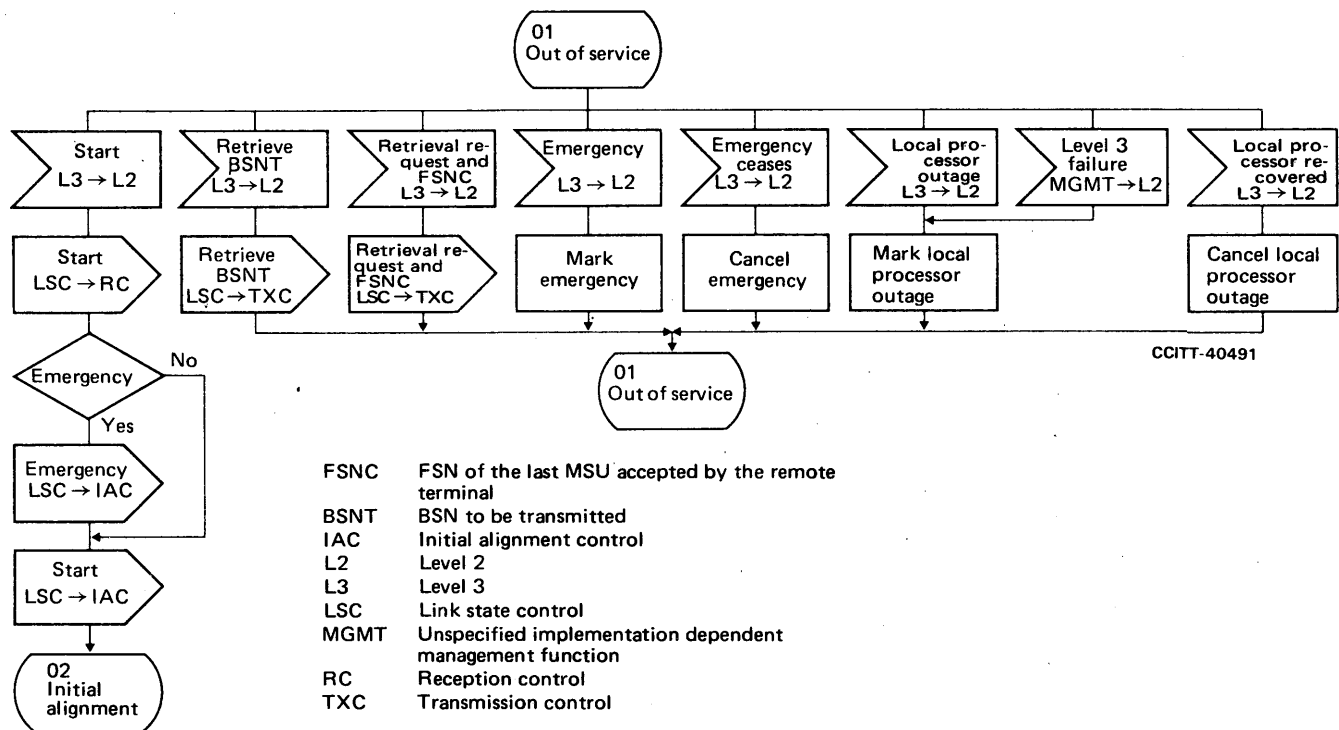 01
Out of service
Start
L3 → L2
Retrieve
BSNT
L3 → L2
Retrieval re-
quest and
FSNC
L3 → L2
Emergency
L3 → L2
Emergency
ceases
L3 → L2
Local pro-
cessor
outage
L3 → L2
Level 3
failure
MGMT → L2
Local pro-
cessor re-
covered
L3 → L2
Start
LSC → RC
Retrieve
BSNT
LSC → TXC
Retrieval re-
quest and
FSNC
LSC → TXC
Mark
emergency
Cancel
emergency
Mark local
processor
outage
Cancel local
processor
outage
CCITT-40491
Emergency
No
Yes
01
Out of service
Emergency
LSC → IAC
Start
LSC → IAC
02
Initial
alignment
FSNC FSN of the last MSU accepted by the remote
terminal
BSNT BSN to be transmitted
IAC Initial alignment control
L2 Level 2
L3 Level 3
LSC Link state control
MGMT Unspecified implementation dependent
management function
RC Reception control
TXC Transmission control